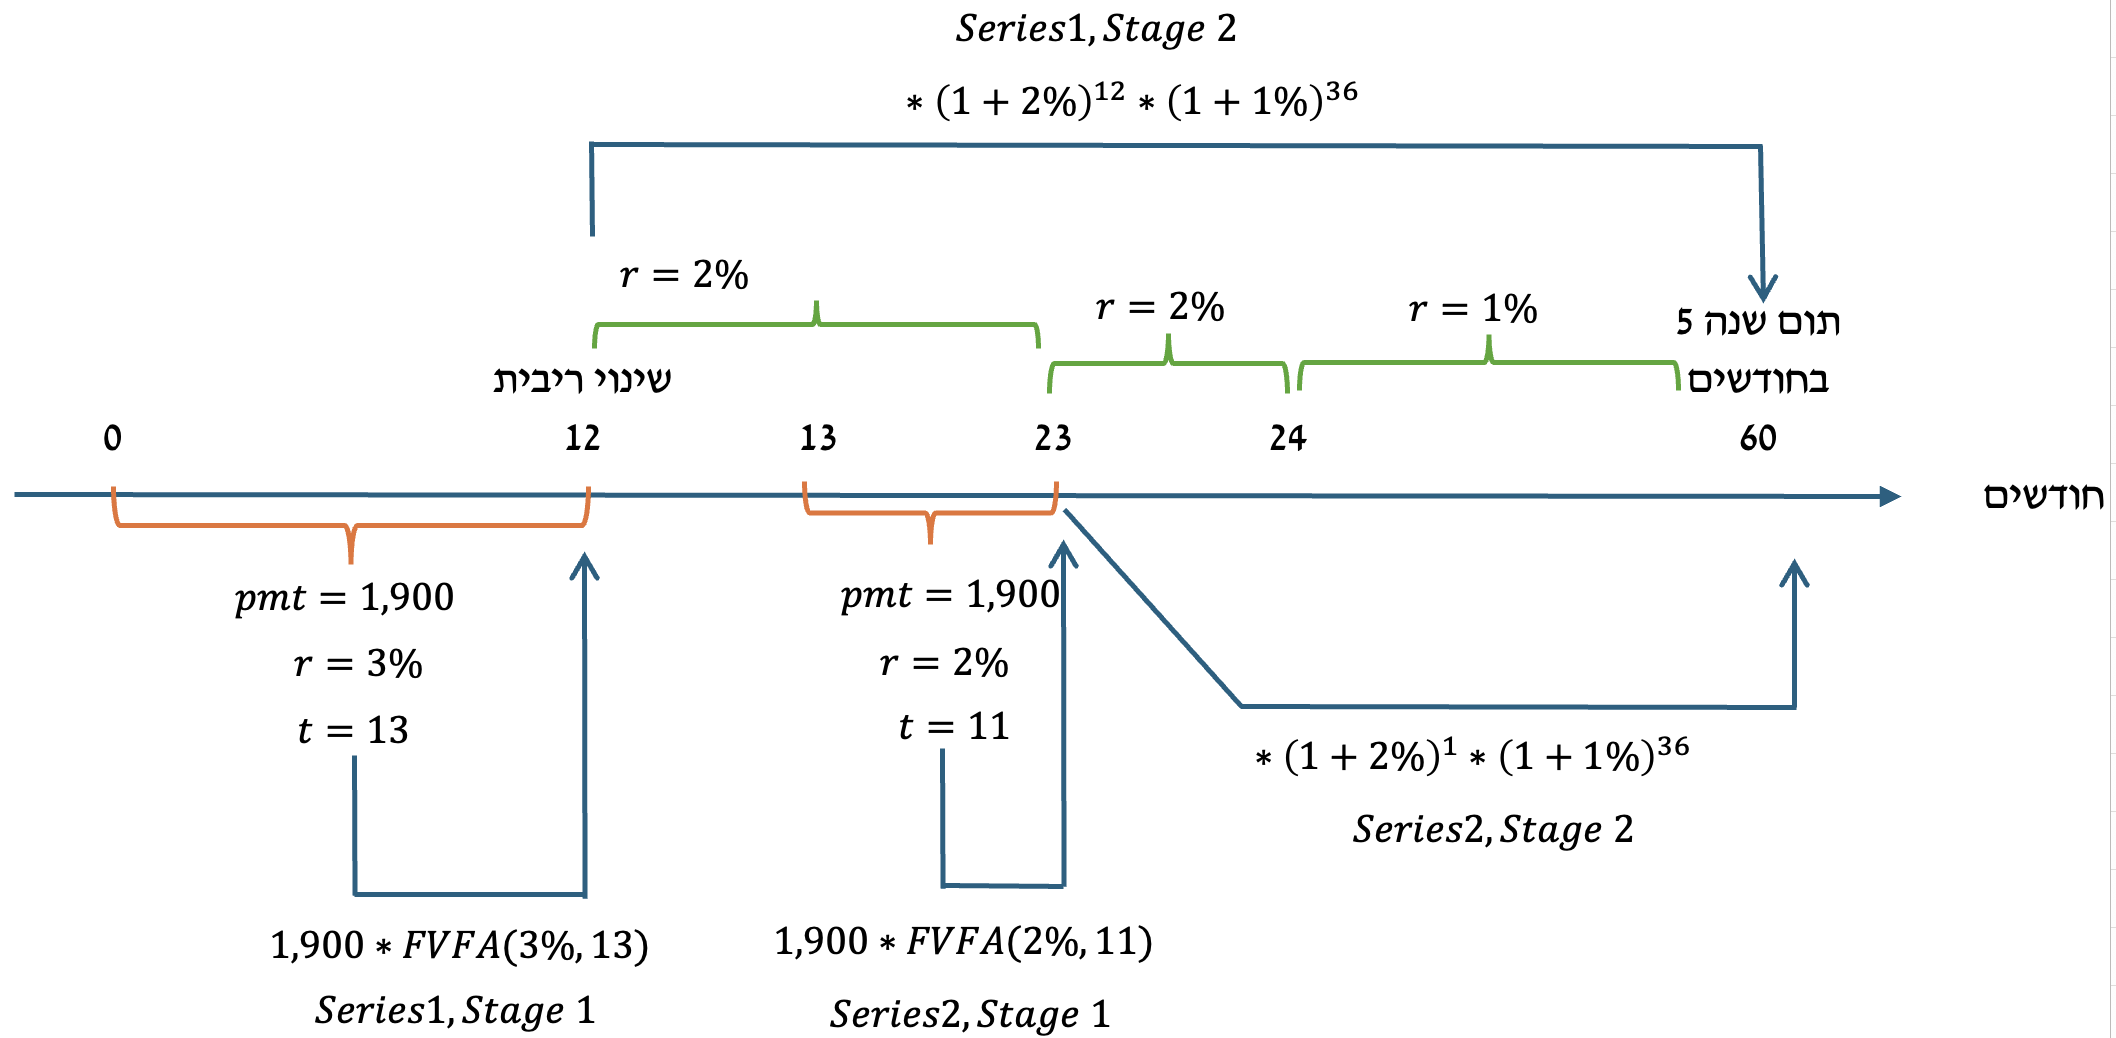 Series1, Stage 2
∗ (1 + 2%)^12 ∗ (1 + 1%)^36
r = 2%
r = 2%
r = 1%
תום שנה 5
בחודשים
שינוי ריבית
0 12 13 23 24 60
חודשים
pmt = 1,900
r = 3%
t = 13
pmt = 1,900
r = 2%
t = 11
∗ (1 + 2%)^1 ∗ (1 + 1%)^36
Series2, Stage 2
1,900 ∗ FVFA(3%, 13)
Series1, Stage 1
1,900 ∗ FVFA(2%, 11)
Series2, Stage 1